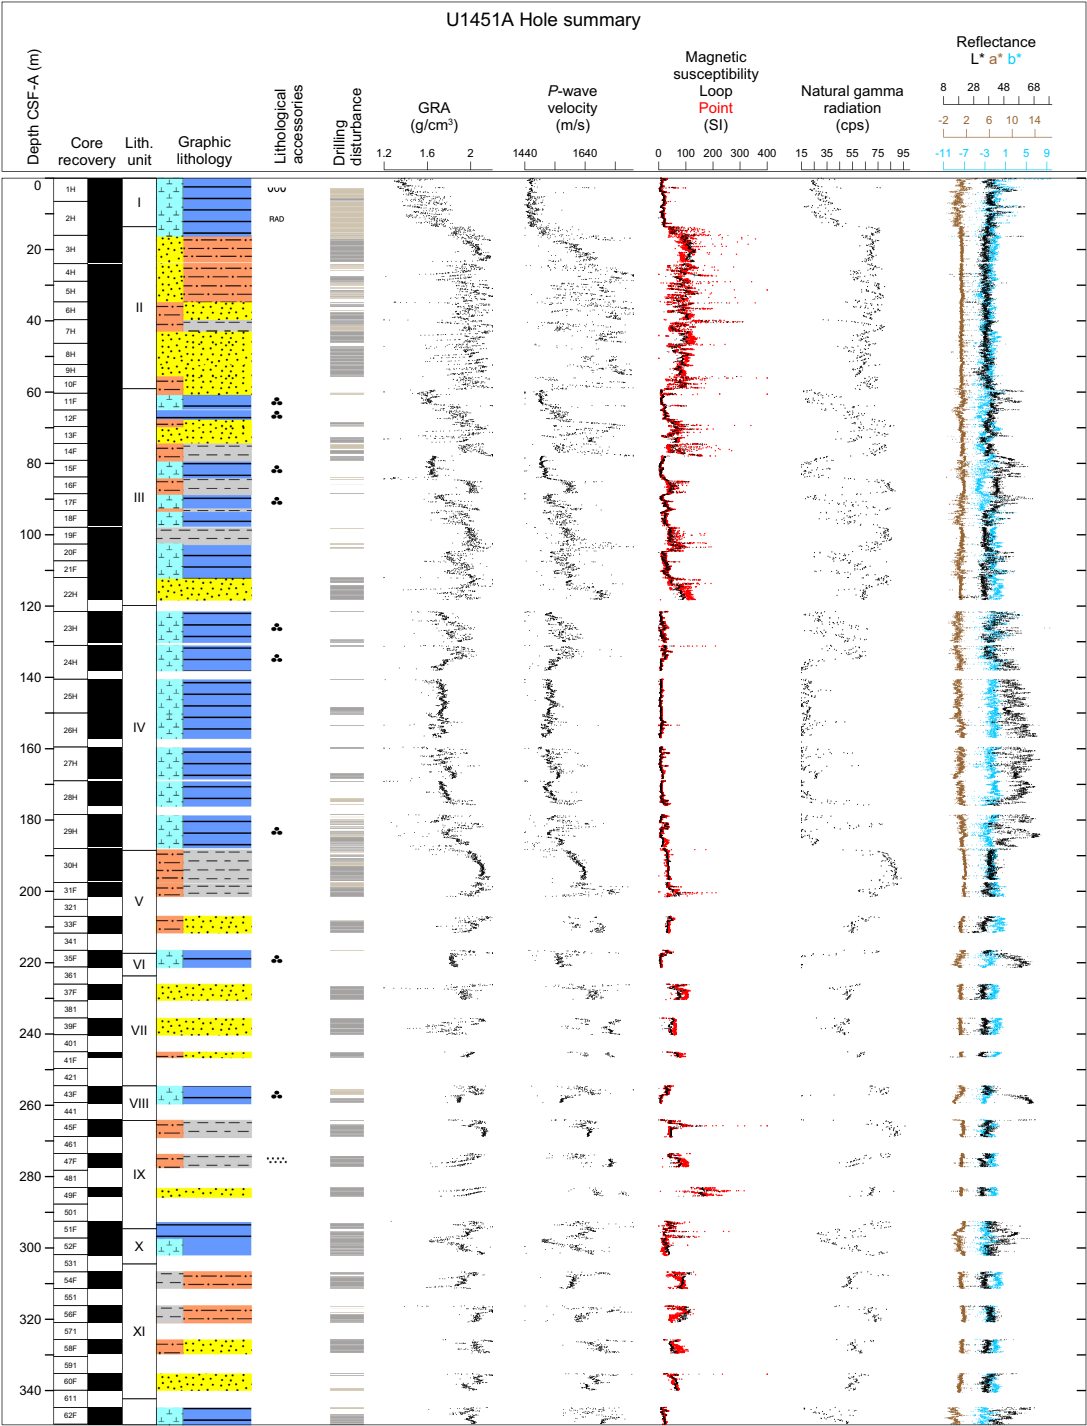 U1451A Hole summary
Depth CSF-A (m)
Core
recovery
Lith.
unit
Graphic
lithology
Lithological
accessories
Drilling
disturbance
GRA
(g/cm³)
P-wave
velocity
(m/s)
Magnetic
susceptibility
Loop
Point
(SI)
Natural gamma
radiation
(cps)
Reflectance
L* a* b*
8 28 48 68
-2 2 6 10 14
-11 -7 -3 1 5 9
1.2 1.6 2
1440 1640
0 100 200 300 400
15 35 55 75 95
0
20
40
60
80
100
120
140
160
180
200
220
240
260
280
300
320
340
1H
2H
3H
4H
5H
6H
7H
8H
9H
10F
11F
12F
13F
14F
15F
16F
17F
18F
19F
20F
21F
22H
23H
24H
25H
26H
27H
28H
29H
30H
31F
321
33F
341
35F
361
37F
381
39F
401
41F
421
43F
441
45F
461
47F
481
49F
501
51F
52F
531
54F
551
56F
571
58F
591
60F
611
62F
I
II
III
IV
V
VI
VII
VIII
IX
X
XI
RAD